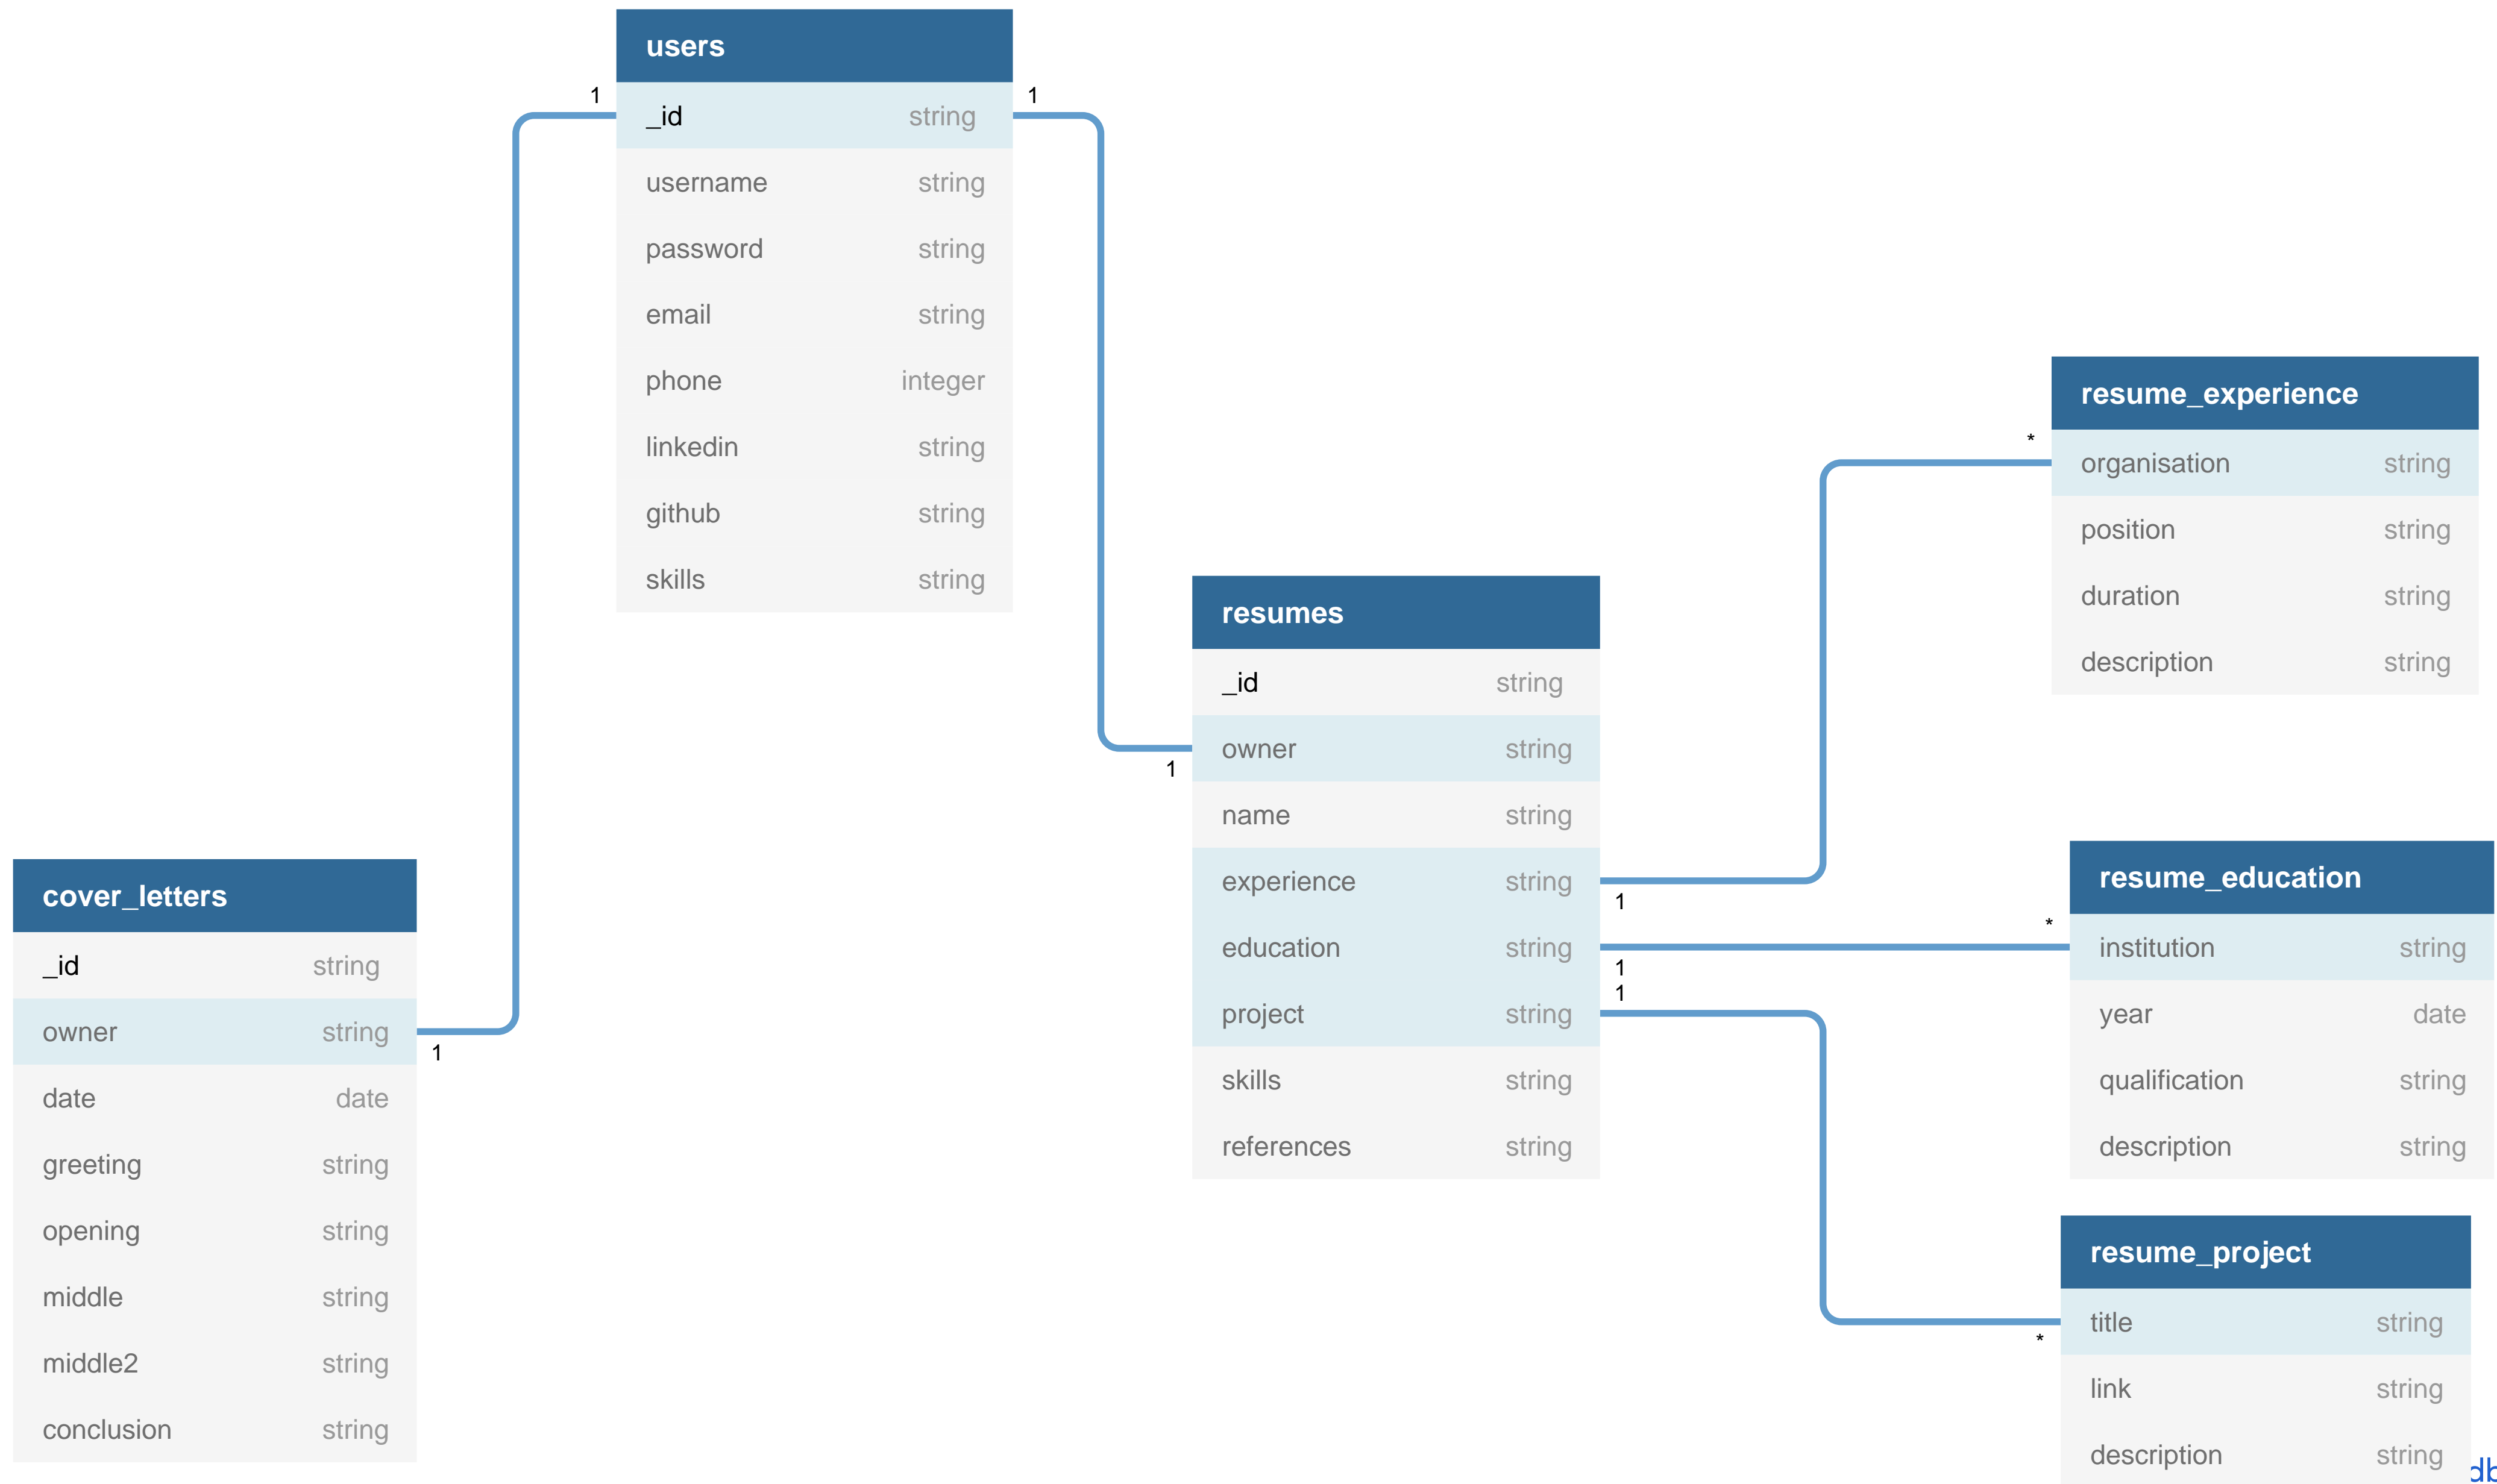 users
1
1
_id string
username string
password string
email string
phone integer
linkedin string
github string
skills string
resume_experience
*
organisation string
position string
duration string
description string
resumes
_id string
owner string
1
name string
experience string
1
education string
1
project string
1
skills string
references string
cover_letters
_id string
owner string
1
date date
greeting string
opening string
middle string
middle2 string
conclusion string
resume_education
*
institution string
year date
qualification string
description string
resume_project
title string
*
link string
description string
db